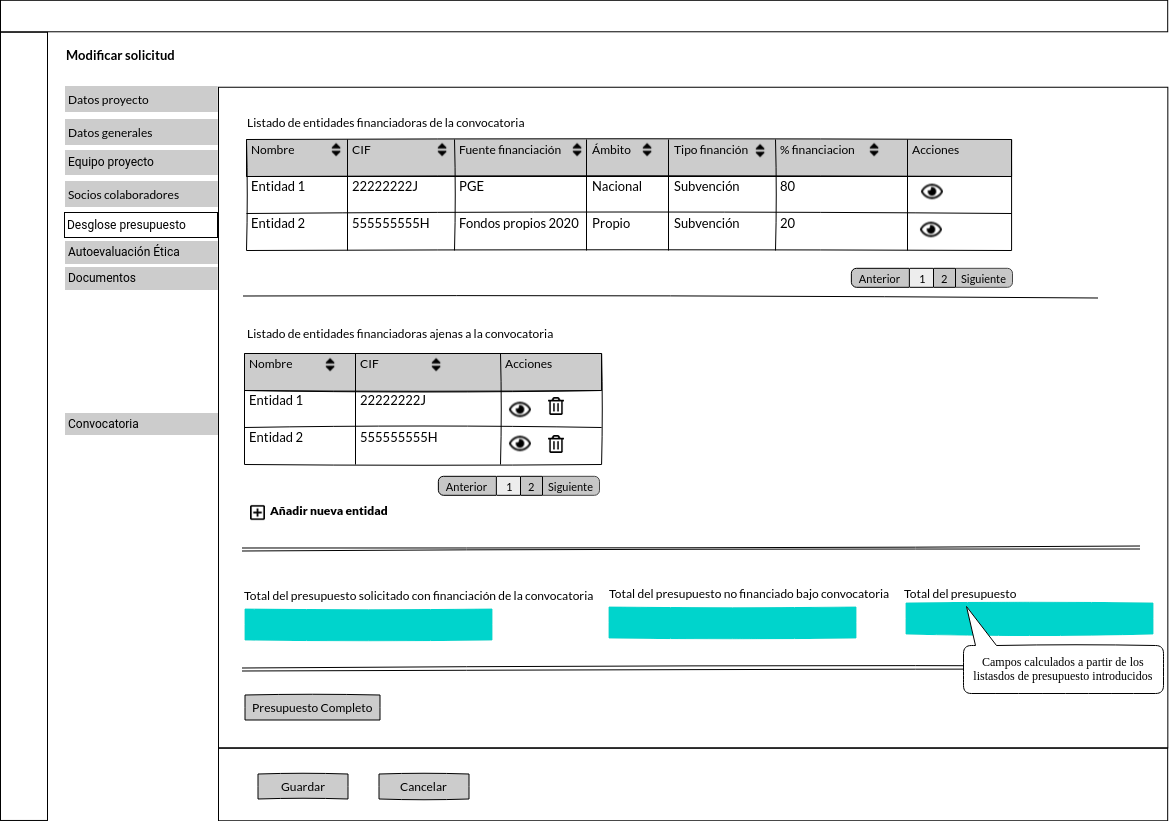 Modificar solicitud
Datos proyecto
Datos generales
Equipo proyecto
Socios colaboradores
Desglose presupuesto
Autoevaluación Ética
Documentos
Convocatoria
Listado de entidades financiadoras de la convocatoria
Nombre CIF Fuente financiación Ámbito Tipo financión % financiacion Acciones
Entidad 1 22222222J PGE Nacional Subvención 80
Entidad 2 555555555H Fondos propios 2020 Propio Subvención 20
Anterior 1 2 Siguiente
Listado de entidades financiadoras ajenas a la convocatoria
Nombre CIF Acciones
Entidad 1 22222222J
Entidad 2 555555555H
Anterior 1 2 Siguiente
Añadir nueva entidad
Total del presupuesto solicitado con financiación de la convocatoria Total del presupuesto no financiado bajo convocatoria Total del presupuesto
Campos calculados a partir de los
listasdos de presupuesto introducidos
Presupuesto Completo
Guardar Cancelar